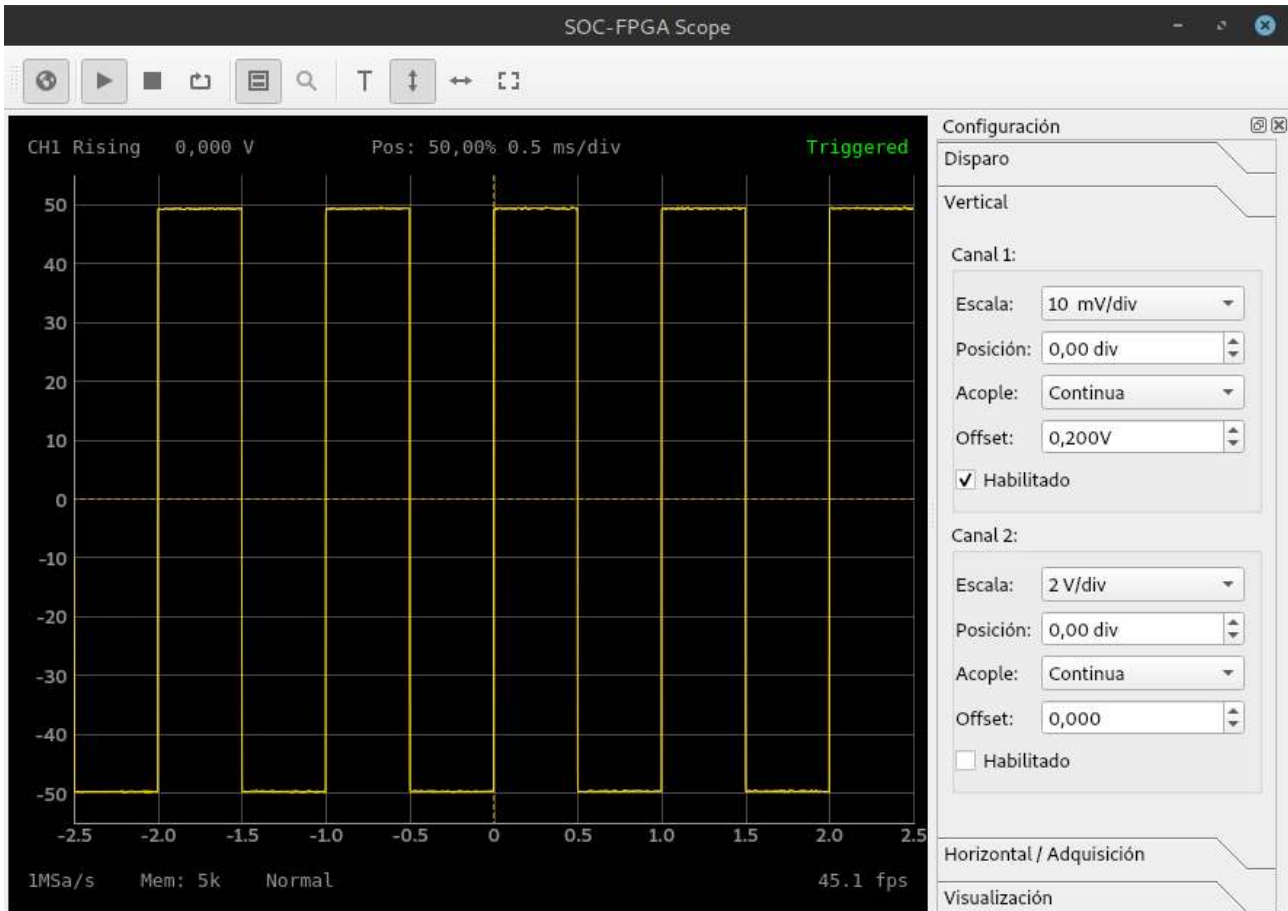 SOC-FPGA Scope
T
CH1 Rising 0,000 V Pos: 50,00% 0.5 ms/div Triggered
50
40
30
20
10
0
-10
-20
-30
-40
-50
-2.5 -2.0 -1.5 -1.0 -0.5 0 0.5 1.0 1.5 2.0 2.5
1MSa/s Mem: 5k Normal 45.1 fps
Configuración
Disparo
Vertical
Canal 1:
Escala: 10 mV/div
Posición: 0,00 div
Acople: Continua
Offset: 0,200V
Habilitado
Canal 2:
Escala: 2 V/div
Posición: 0,00 div
Acople: Continua
Offset: 0,000
Habilitado
Horizontal / Adquisición
Visualización